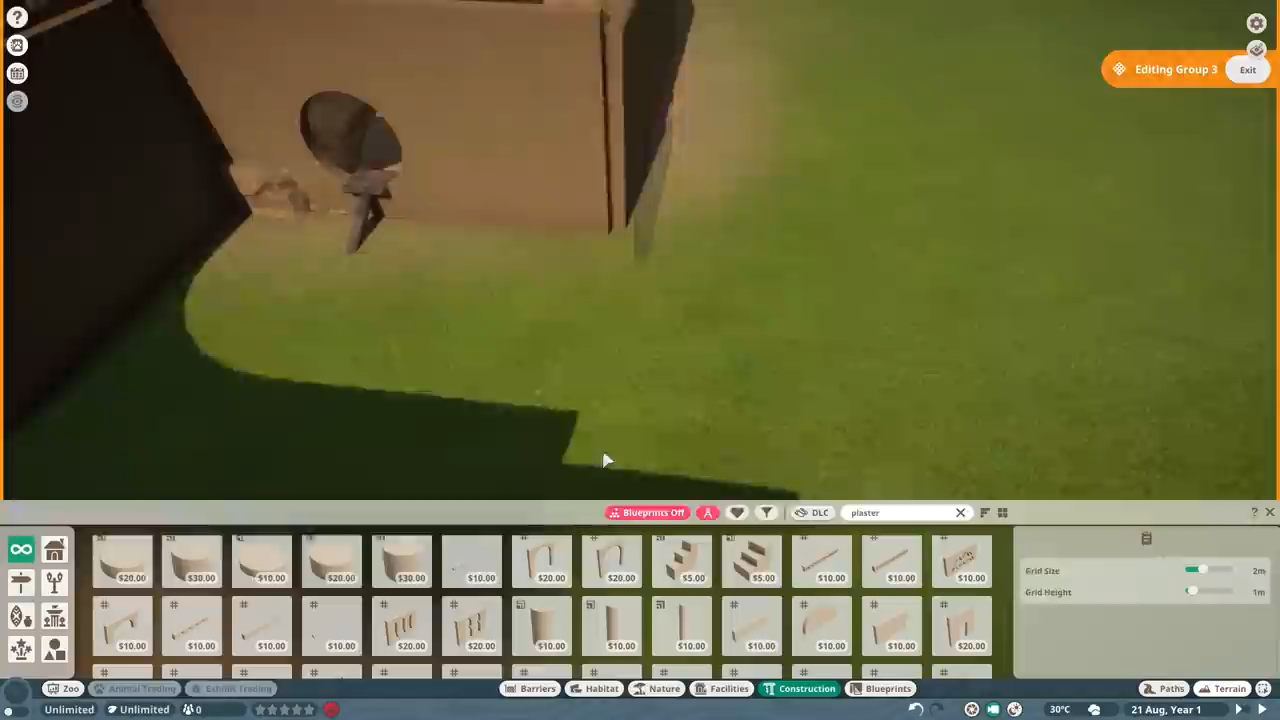 ?
Editing Group 3 Exit
Blueprints Off DLC plaster ? ×
$20.00 $30.00 $10.00 $20.00 $30.00 $10.00 $20.00 $20.00 $5.00 $5.00 $10.00 $10.00 $10.00
Grid Size 2m
Grid Height 1m
$10.00 $10.00 $10.00 $10.00 $20.00 $20.00 $10.00 $10.00 $10.00 $10.00 $10.00 $10.00 $20.00
Zoo Animal Trading Exhibit Trading Barriers Habitat Nature Facilities Construction Blueprints Paths Terrain
Unlimited Unlimited 0 30°C 21 Aug, Year 1